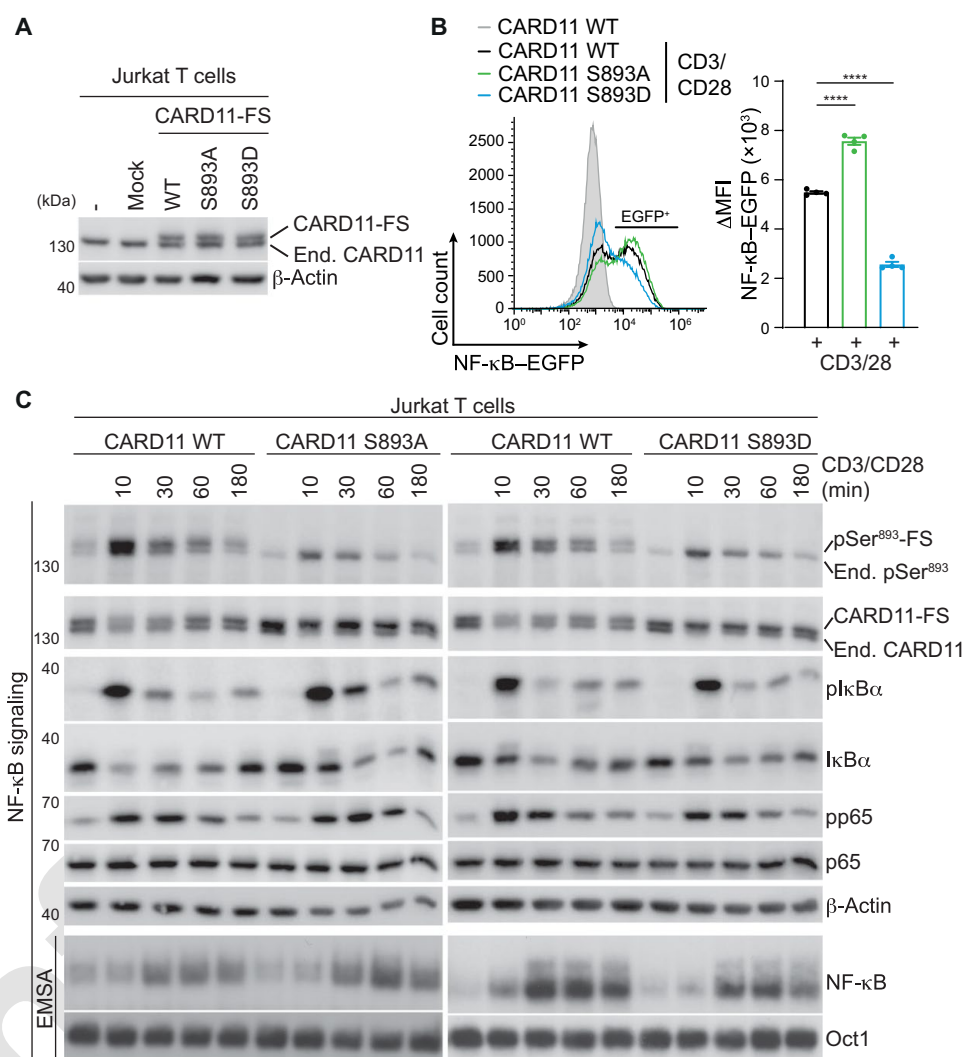 A
Jurkat T cells
CARD11-FS
(kDa)
-
Mock
WT
S893A
S893D
130
CARD11-FS
End. CARD11
40
β-Actin
B
CARD11 WT
CARD11 WT
CARD11 S893A
CARD11 S893D
CD3/
CD28
2500
2000
1500
1000
500
0
EGFP⁺
10⁰ 10² 10⁴ 10⁶
Cell count
NF-κB–EGFP
ΔMFI
NF-κB–EGFP (×10³)
10
8
6
4
2
0
****
****
+ + +
CD3/28
C
Jurkat T cells
CARD11 WT CARD11 S893A CARD11 WT CARD11 S893D
10 30 60 180 10 30 60 180 10 30 60 180 10 30 60 180
CD3/CD28
(min)
NF-κB signaling
130
pSer⁸⁹³-FS
End. pSer⁸⁹³
130
CARD11-FS
End. CARD11
40
pIκBα
40
IκBα
70
pp65
70
p65
40
β-Actin
EMSA
NF-κB
Oct1